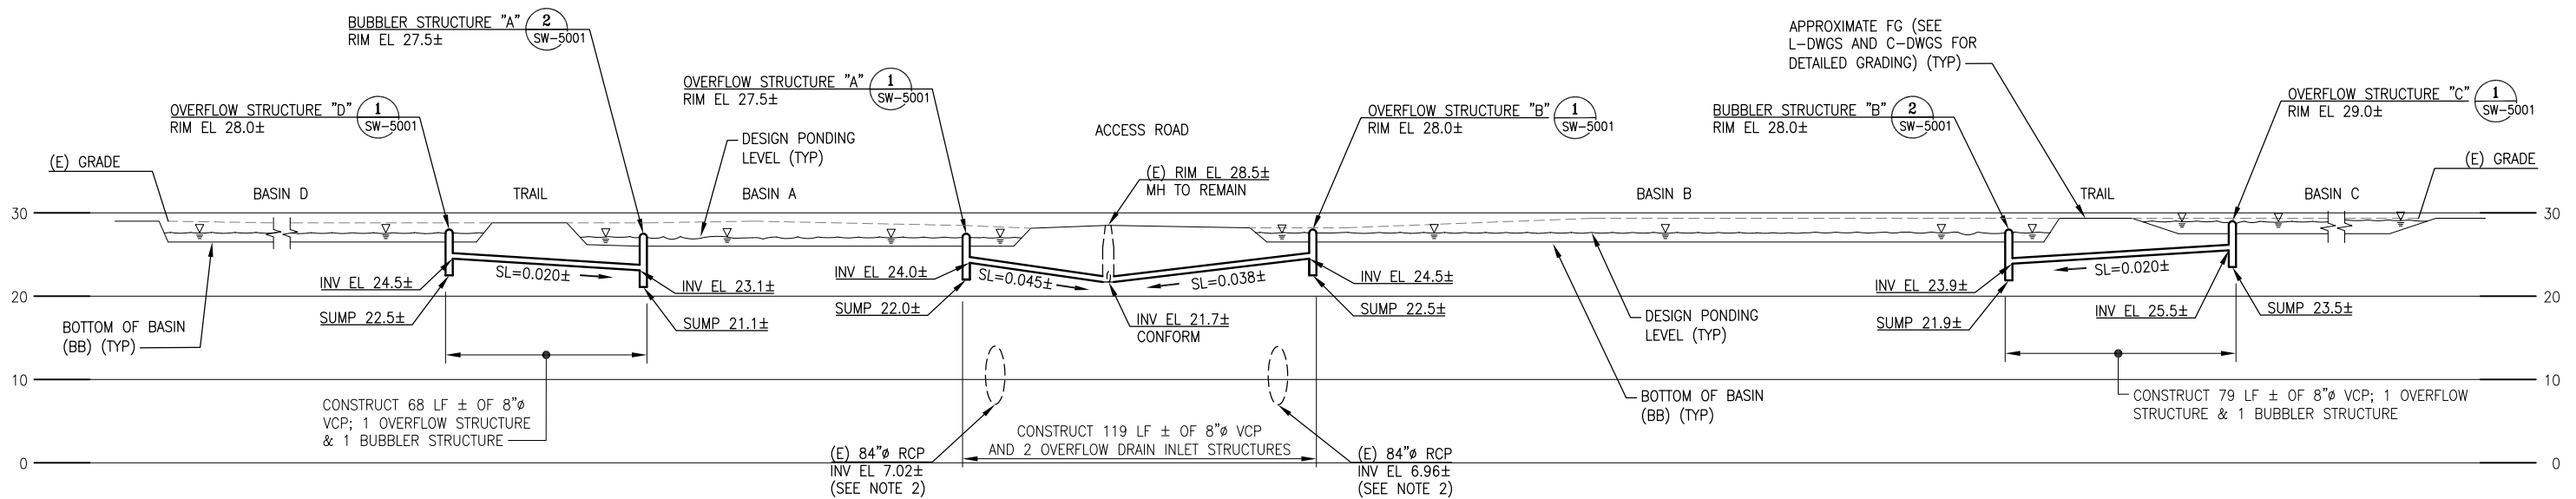 BUBBLER STRUCTURE "A"
RIM EL 27.5±
2
SW-5001
OVERFLOW STRUCTURE "D"
RIM EL 28.0±
1
SW-5001
OVERFLOW STRUCTURE "A"
RIM EL 27.5±
1
SW-5001
DESIGN PONDING
LEVEL (TYP)
ACCESS ROAD
(E) RIM EL 28.5±
MH TO REMAIN
OVERFLOW STRUCTURE "B"
RIM EL 28.0±
1
SW-5001
BUBBLER STRUCTURE "B"
RIM EL 28.0±
2
SW-5001
APPROXIMATE FG (SEE
L-DWGS AND C-DWGS FOR
DETAILED GRADING) (TYP)
OVERFLOW STRUCTURE "C"
RIM EL 29.0±
1
SW-5001
(E) GRADE
BASIN D
TRAIL
BASIN A
BASIN B
TRAIL
BASIN C
(E) GRADE
30
30
INV EL 24.5±
SL=0.020±
INV EL 23.1±
INV EL 24.0±
SL=0.045±
SL=0.038±
INV EL 24.5±
INV EL 23.9±
SL=0.020±
INV EL 25.5±
20
20
SUMP 22.5±
SUMP 21.1±
SUMP 22.0±
INV EL 21.7±
CONFORM
SUMP 22.5±
SUMP 21.9±
SUMP 23.5±
BOTTOM OF BASIN
(BB) (TYP)
DESIGN PONDING
LEVEL (TYP)
10
10
CONSTRUCT 68 LF ± OF 8"ø
VCP; 1 OVERFLOW STRUCTURE
& 1 BUBBLER STRUCTURE
BOTTOM OF BASIN
(BB) (TYP)
CONSTRUCT 79 LF ± OF 8"ø VCP; 1 OVERFLOW
STRUCTURE & 1 BUBBLER STRUCTURE
CONSTRUCT 119 LF ± OF 8"ø VCP
AND 2 OVERFLOW DRAIN INLET STRUCTURES
0
0
(E) 84"ø RCP
INV EL 7.02±
(SEE NOTE 2)
(E) 84"ø RCP
INV EL 6.96±
(SEE NOTE 2)